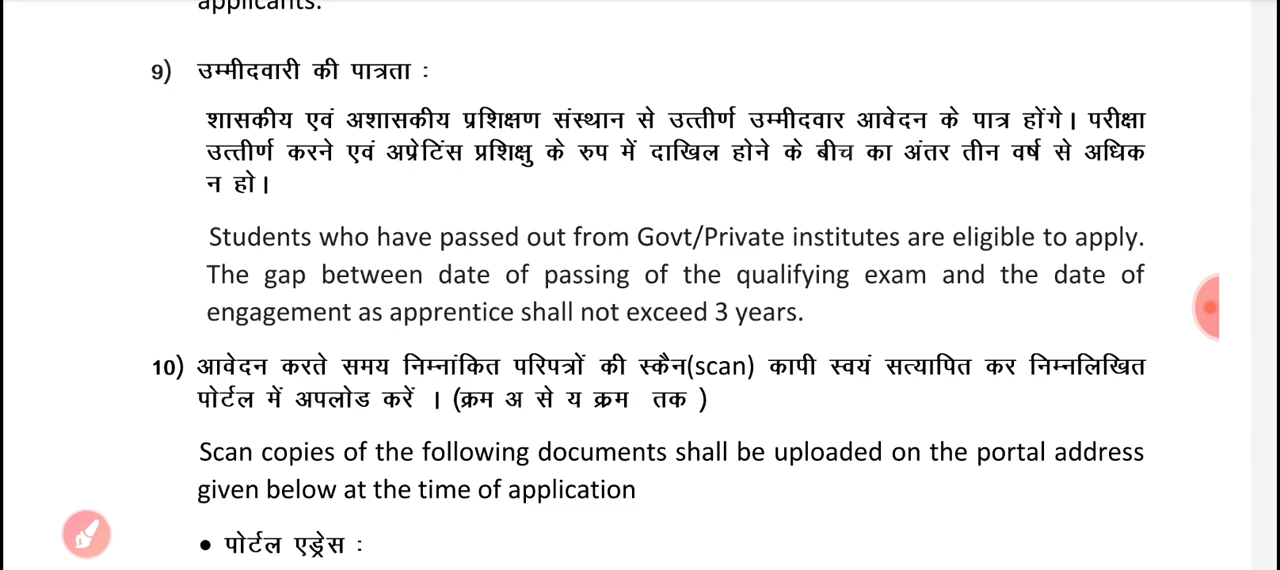 applicants.
9) उम्मीदवारी की पात्रता :
शासकीय एवं अशासकीय प्रशिक्षण संस्थान से उत्तीर्ण उम्मीदवार आवेदन के पात्र होंगे। परीक्षा
उत्तीर्ण करने एवं अप्रेटिंस प्रशिक्षु के रुप में दाखिल होने के बीच का अंतर तीन वर्ष से अधिक
न हो।
Students who have passed out from Govt/Private institutes are eligible to apply.
The gap between date of passing of the qualifying exam and the date of
engagement as apprentice shall not exceed 3 years.
10) आवेदन करते समय निम्नांकित परिपत्रों की स्कैन(scan) कापी स्वयं सत्यापित कर निम्नलिखित
पोर्टल में अपलोड करें । (क्रम अ से य क्रम तक )
Scan copies of the following documents shall be uploaded on the portal address
given below at the time of application
• पोर्टल एड्रेस :